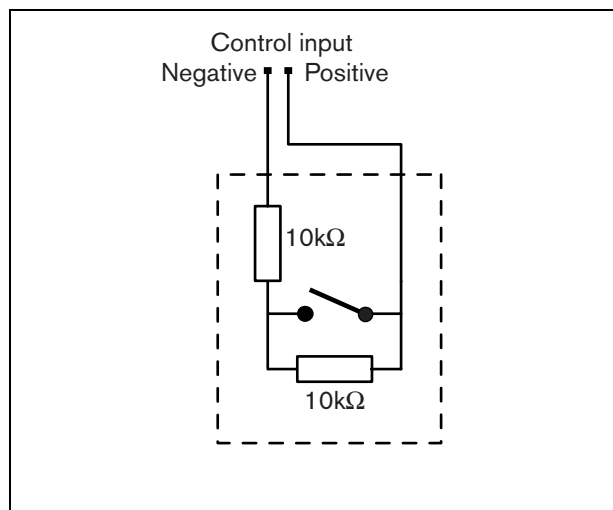 Control input
Negative Positive
10kΩ
10kΩ